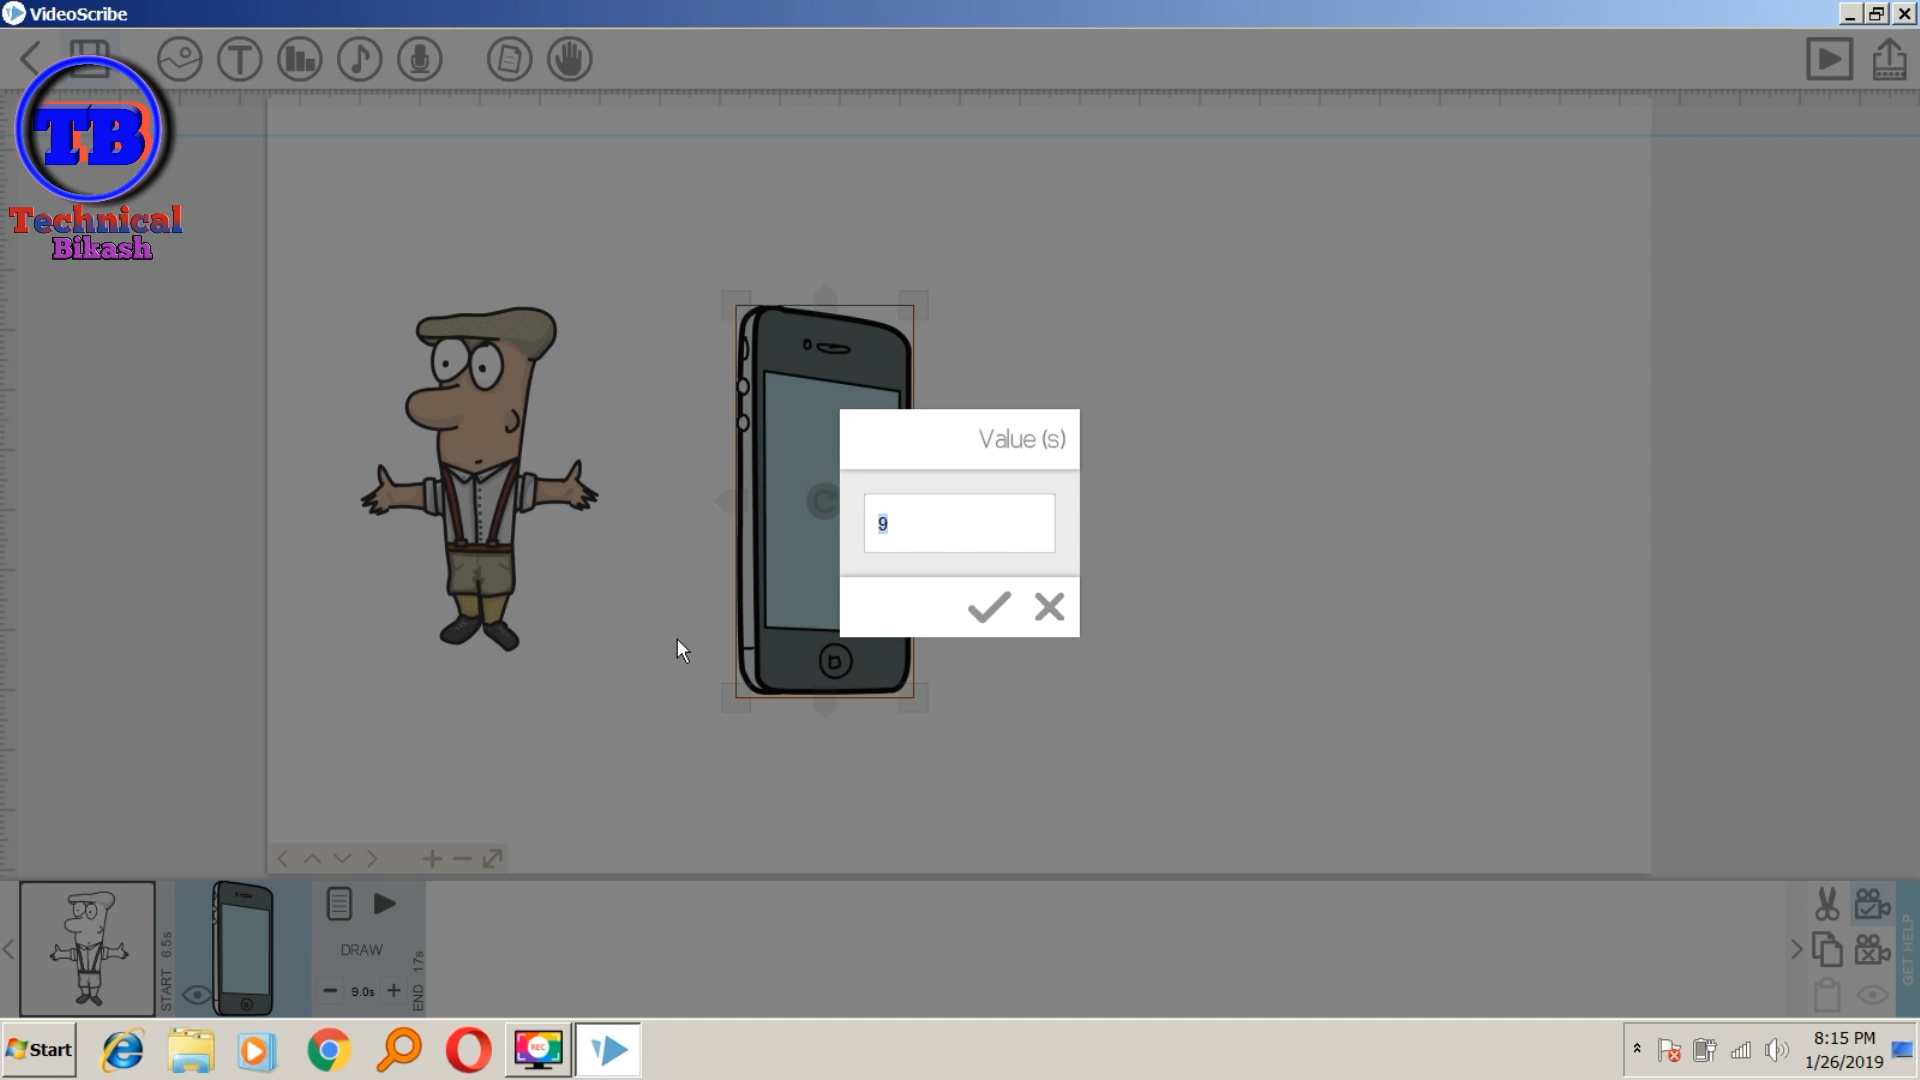 VideoScribe
TB
Technical
Bikash
Value (s)
9
START 6.5s
DRAW
9.0s
END 17s
GET HELP
REC
Start
8:15 PM
1/26/2019